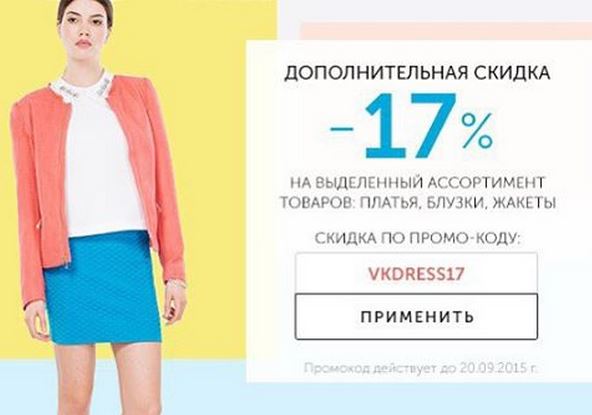 ДОПОЛНИТЕЛЬНАЯ СКИДКА
–17%
НА ВЫДЕЛЕННЫЙ АССОРТИМЕНТ
ТОВАРОВ: ПЛАТЬЯ, БЛУЗКИ, ЖАКЕТЫ
СКИДКА ПО ПРОМО-КОДУ:
VKDRESS17
ПРИМЕНИТЬ
Промокод действует до 20.09.2015 г.